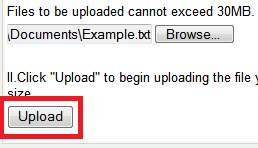 Files to be uploaded cannot exceed 30MB.
\Documents\Example.txt Browse...
II.Click "Upload" to begin uploading the file y
size
Upload